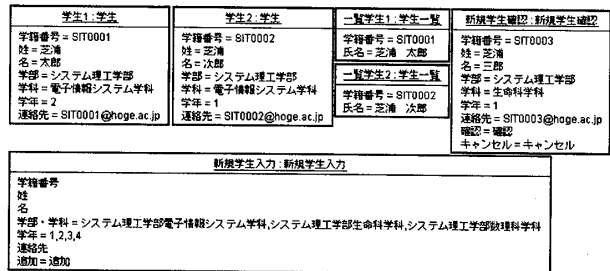 学生1 : 学生
学籍番号 = SIT0001
姓 = 芝浦
名 = 太郎
学部 = システム理工学部
学科 = 電子情報システム学科
学年 = 2
連絡先 = SIT0001@hoge.ac.jp
学生2 : 学生
学籍番号 = SIT0002
姓 = 芝浦
名 = 次郎
学部 = システム理工学部
学科 = 電子情報システム学科
学年 = 1
連絡先 = SIT0002@hoge.ac.jp
一覧学生1 : 学生一覧
学籍番号 = SIT0001
氏名 = 芝浦 太郎
一覧学生2 : 学生一覧
学籍番号 = SIT0002
氏名 = 芝浦 次郎
新規学生確認 : 新規学生確認
学籍番号 = SIT0003
姓 = 芝浦
名 = 三郎
学部 = システム理工学部
学科 = 生命科学科
学年 = 1
連絡先 = SIT0003@hoge.ac.jp
確認 = 確認
キャンセル = キャンセル
新規学生入力 : 新規学生入力
学籍番号
姓
名
学部・学科 = システム理工学部電子情報システム学科,システム理工学部生命科学科,システム理工学部数理科学科
学年 = 1,2,3,4
連絡先
追加 = 追加